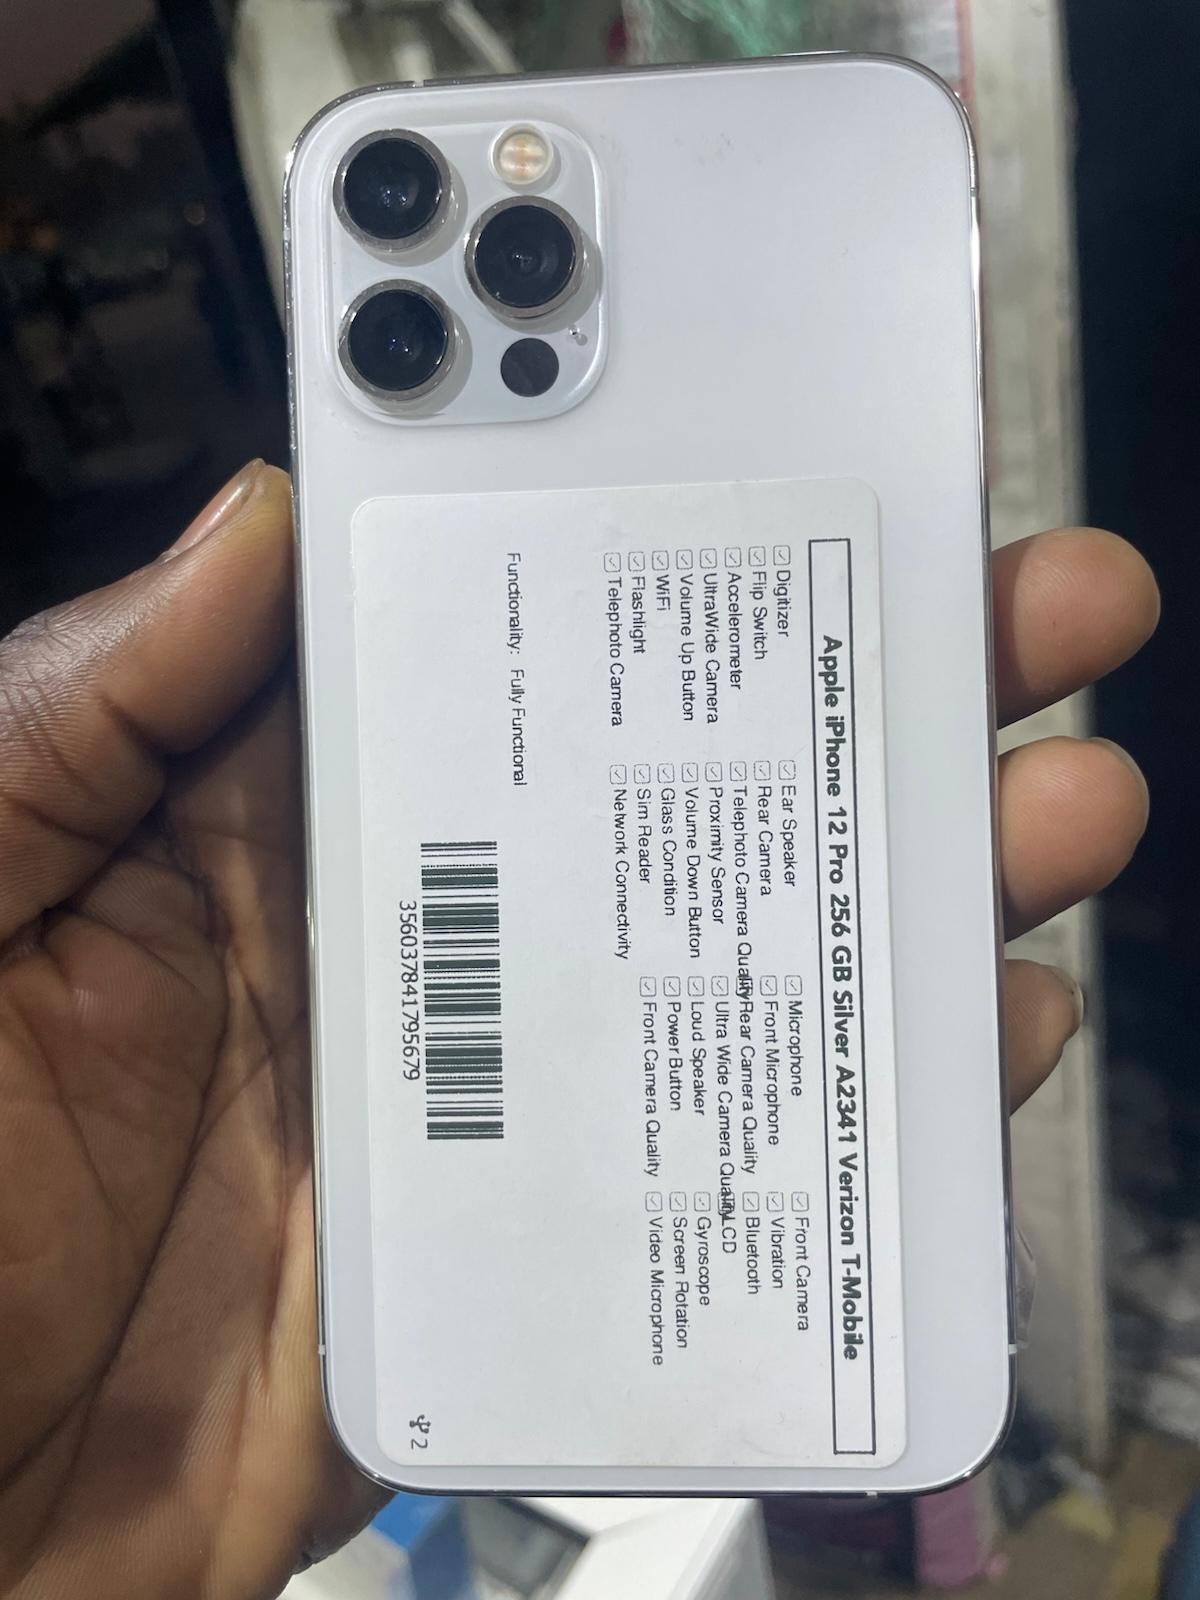 Apple iPhone 12 Pro 256 GB Silver A2341 Verizon T-Mobile
Digitizer Ear Speaker Microphone Front Camera
Flip Switch Rear Camera Front Microphone Vibration
Accelerometer Telephoto Camera Quality Rear Camera Quality Bluetooth
UltraWide Camera Proximity Sensor Ultra Wide Camera Quality LCD
Volume Up Button Volume Down Button Loud Speaker Gyroscope
WiFi Glass Condition Power Button Screen Rotation
Flashlight Sim Reader Front Camera Quality Video Microphone
Telephoto Camera Network Connectivity
Functionality: Fully Functional
356037841795679
2